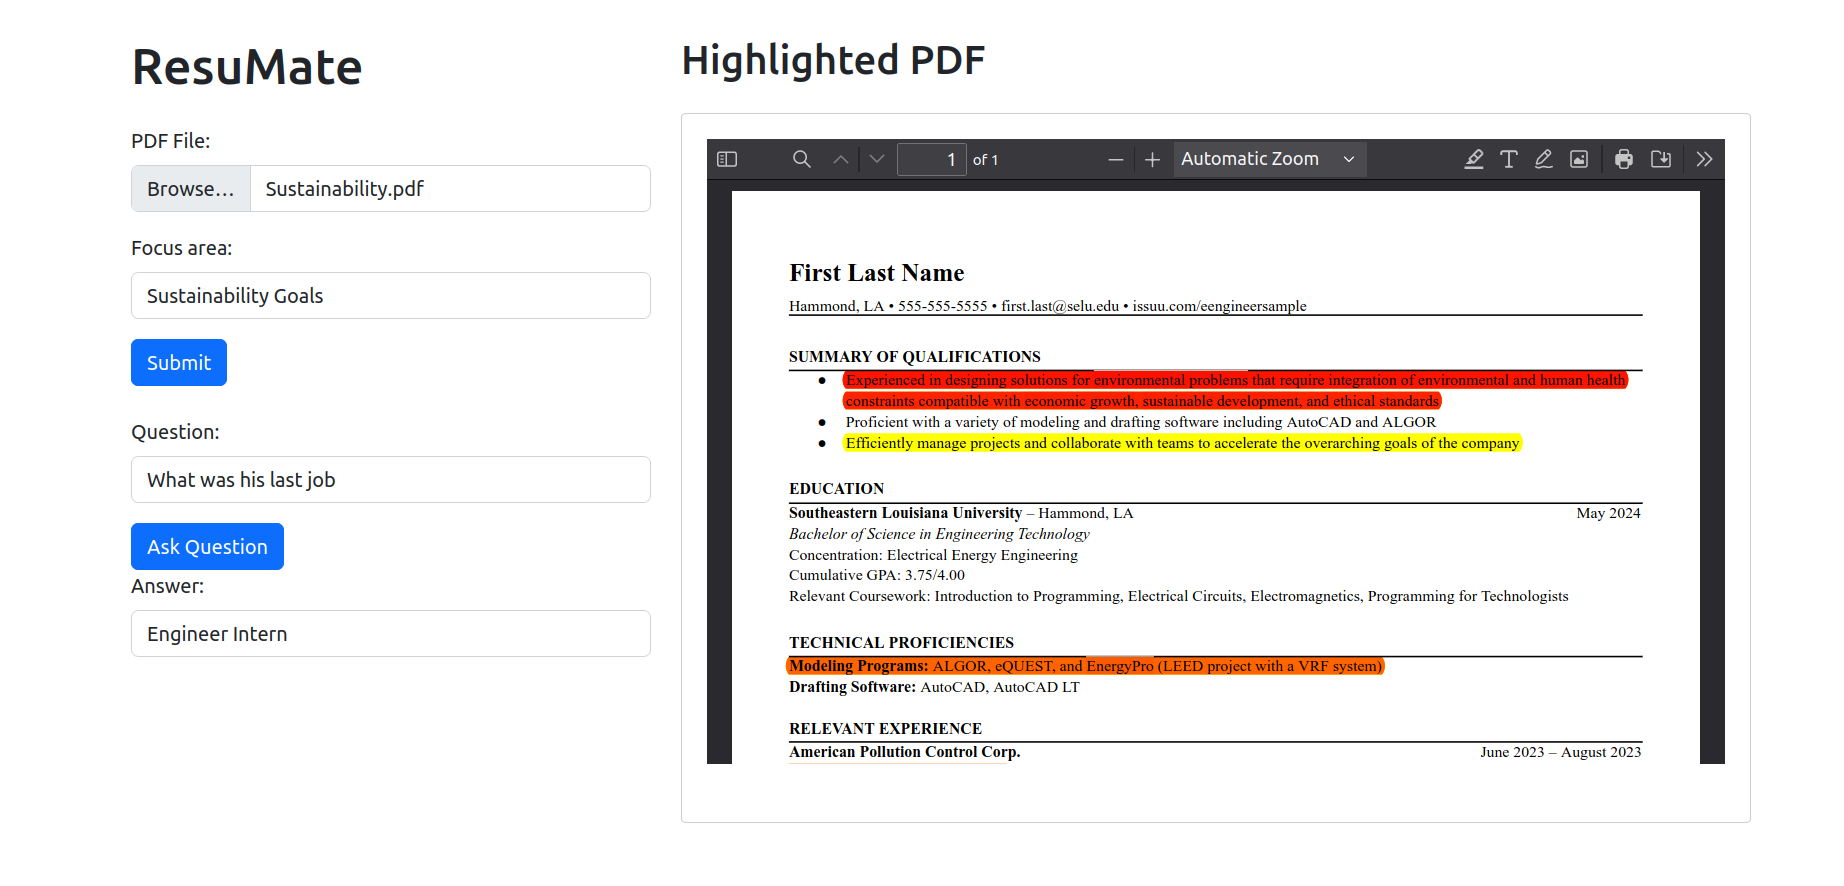 ResuMate
PDF File:
Browse... Sustainability.pdf
Focus area:
Sustainability Goals
Submit
Question:
What was his last job
Ask Question
Answer:
Engineer Intern
Highlighted PDF
1 of 1 Automatic Zoom
First Last Name
Hammond, LA • 555-555-5555 • first.last@selu.edu • issuu.com/eengineersample
SUMMARY OF QUALIFICATIONS
● Experienced in designing solutions for environmental problems that require integration of environmental and human health
constraints compatible with economic growth, sustainable development, and ethical standards
● Proficient with a variety of modeling and drafting software including AutoCAD and ALGOR
● Efficiently manage projects and collaborate with teams to accelerate the overarching goals of the company
EDUCATION
Southeastern Louisiana University – Hammond, LA May 2024
Bachelor of Science in Engineering Technology
Concentration: Electrical Energy Engineering
Cumulative GPA: 3.75/4.00
Relevant Coursework: Introduction to Programming, Electrical Circuits, Electromagnetics, Programming for Technologists
TECHNICAL PROFICIENCIES
Modeling Programs: ALGOR, eQUEST, and EnergyPro (LEED project with a VRF system)
Drafting Software: AutoCAD, AutoCAD LT
RELEVANT EXPERIENCE
American Pollution Control Corp. June 2023 – August 2023